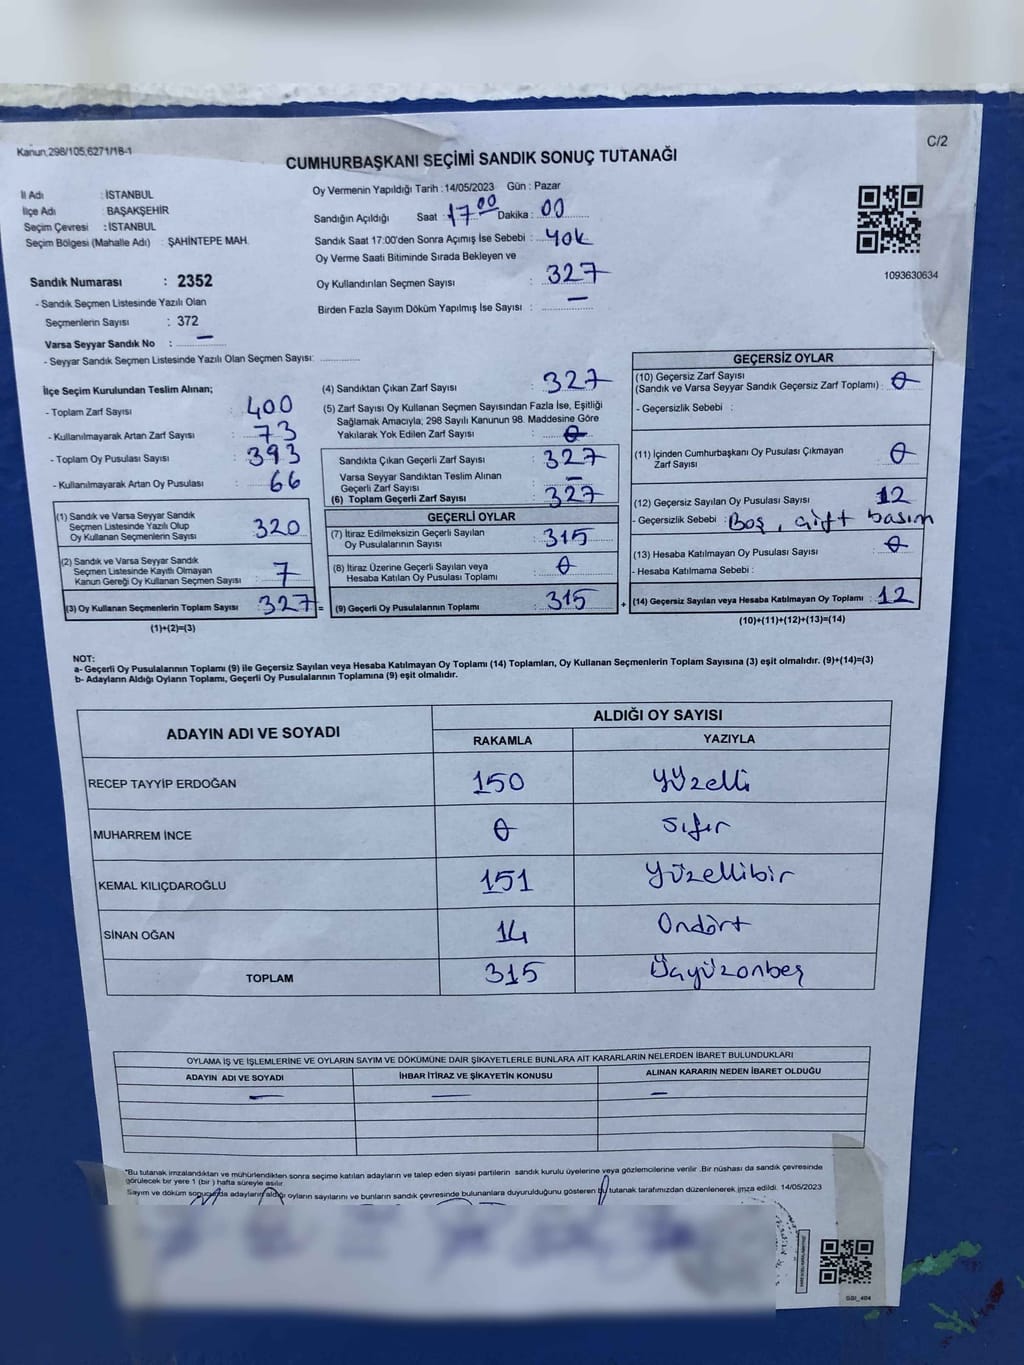 Kanun,298/105,6271/18-1
C/2
CUMHURBAŞKANI SEÇİMİ SANDIK SONUÇ TUTANAĞI
İl Adı : İSTANBUL
İlçe Adı : BAŞAKŞEHİR
Seçim Çevresi : İSTANBUL
Seçim Bölgesi (Mahalle Adı) : ŞAHİNTEPE MAH.
Sandık Numarası : 2352
- Sandık Seçmen Listesinde Yazılı Olan
Seçmenlerin Sayısı : 372
Varsa Seyyar Sandık No : —
- Seyyar Sandık Seçmen Listesinde Yazılı Olan Seçmen Sayısı: ............
Oy Vermenin Yapıldığı Tarih : 14/05/2023 Gün : Pazar
Sandığın Açıldığı Saat : 17 00 Dakika : 00
Sandık Saat 17:00'den Sonra Açımış İse Sebebi : Yok
Oy Verme Saati Bitiminde Sırada Bekleyen ve
Oy Kullandırılan Seçmen Sayısı : 327
Birden Fazla Sayım Döküm Yapılmış İse Sayısı : —
1093630634
İlçe Seçim Kurulundan Teslim Alınan;
- Toplam Zarf Sayısı : 400
- Kullanılmayarak Artan Zarf Sayısı : 73
- Toplam Oy Pusulası Sayısı : 393
- Kullanılmayarak Artan Oy Pusulası : 66
(1) Sandık ve Varsa Seyyar Sandık
Seçmen Listesinde Yazılı Olup
Oy Kullanan Seçmenlerin Sayısı : 320
(2) Sandık ve Varsa Seyyar Sandık
Seçmen Listesinde Kayıtlı Olmayan
Kanun Gereği Oy Kullanan Seçmen Sayısı : 7
(3) Oy Kullanan Seçmenlerin Toplam Sayısı : 327 =
(1)+(2)=(3)
(4) Sandıktan Çıkan Zarf Sayısı : 327
(5) Zarf Sayısı Oy Kullanan Seçmen Sayısından Fazla İse, Eşitliği
Sağlamak Amacıyla, 298 Sayılı Kanunun 98. Maddesine Göre
Yakılarak Yok Edilen Zarf Sayısı : 0
Sandıkta Çıkan Geçerli Zarf Sayısı : 327
Varsa Seyyar Sandıktan Teslim Alınan
Geçerli Zarf Sayısı : —
(6) Toplam Geçerli Zarf Sayısı : 327
GEÇERLİ OYLAR
(7) İtiraz Edilmeksizin Geçerli Sayılan
Oy Pusulalarının Sayısı : 315
(8) İtiraz Üzerine Geçerli Sayılan veya
Hesaba Katılan Oy Pusulası Toplamı : 0
(9) Geçerli Oy Pusulalarının Toplamı : 315 +
GEÇERSİZ OYLAR
(10) Geçersiz Zarf Sayısı
(Sandık ve Varsa Seyyar Sandık Geçersiz Zarf Toplamı) : 0
- Geçersizlik Sebebi :
(11) İçinden Cumhurbaşkanı Oy Pusulası Çıkmayan
Zarf Sayısı : 0
(12) Geçersiz Sayılan Oy Pusulası Sayısı : 12
- Geçersizlik Sebebi : Boş, çift basım
(13) Hesaba Katılmayan Oy Pusulası Sayısı : 0
- Hesaba Katılmama Sebebi :
(14) Geçersiz Sayılan veya Hesaba Katılmayan Oy Toplamı : 12
(10)+(11)+(12)+(13)=(14)
NOT:
a- Geçerli Oy Pusulalarının Toplamı (9) ile Geçersiz Sayılan veya Hesaba Katılmayan Oy Toplamı (14) Toplamları, Oy Kullanan Seçmenlerin Toplam Sayısına (3) eşit olmalıdır. (9)+(14)=(3)
b- Adayların Aldığı Oyların Toplamı, Geçerli Oy Pusulalarının Toplamına (9) eşit olmalıdır.
ADAYIN ADI VE SOYADI
ALDIĞI OY SAYISI
RAKAMLA YAZIYLA
RECEP TAYYİP ERDOĞAN 150 Yüzelli
MUHARREM İNCE 0 Sıfır
KEMAL KILIÇDAROĞLU 151 Yüzellibir
SİNAN OĞAN 14 Ondört
TOPLAM 315 Üçyüzonbeş
OYLAMA İŞ VE İŞLEMLERİNE VE OYLARIN SAYIM VE DÖKÜMÜNE DAİR ŞİKAYETLERLE BUNLARA AİT KARARLARIN NELERDEN İBARET BULUNDUKLARI
ADAYIN ADI VE SOYADI İHBAR İTİRAZ VE ŞİKAYETİN KONUSU ALINAN KARARIN NEDEN İBARET OLDUĞU
— — —
*Bu tutanak imzalandıktan ve mühürlendikten sonra seçime katılan adayların ve talep eden siyasi partilerin sandık kurulu üyelerine veya gözlemcilerine verilir .Bir nüshası da sandık çevresinde
görülecek bir yere 1 (bir ) hafta süreyle asılır.
Sayım ve döküm sonucunda adayların aldığı oyların sayılarını ve bunların sandık çevresinde bulunanlara duyurulduğunu gösteren bu tutanak tarafımızdan düzenlenerek imza edildi. 14/05/2023